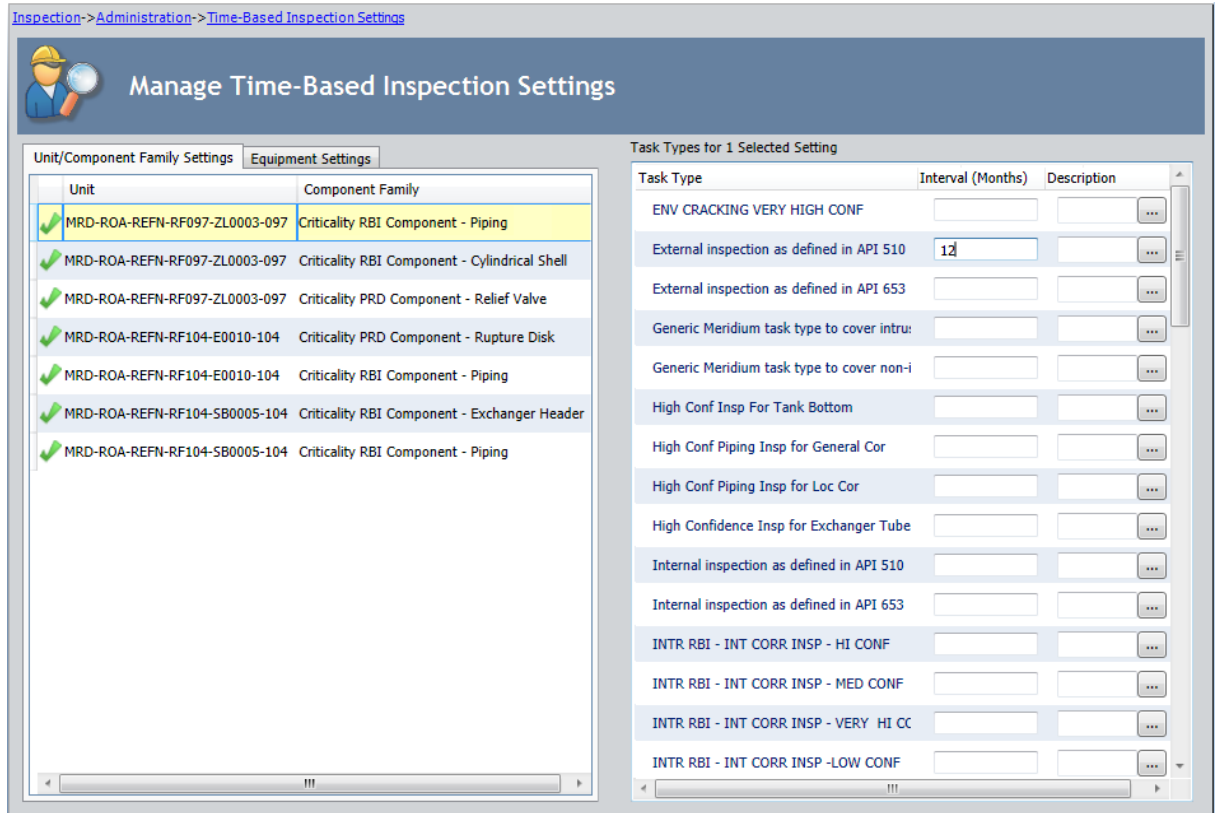 Inspection->Administration->Time-Based Inspection Settings
Manage Time-Based Inspection Settings
Unit/Component Family Settings Equipment Settings
Unit Component Family
MRD-ROA-REFN-RF097-ZL0003-097 Criticality RBI Component - Piping
MRD-ROA-REFN-RF097-ZL0003-097 Criticality RBI Component - Cylindrical Shell
MRD-ROA-REFN-RF097-ZL0003-097 Criticality PRD Component - Relief Valve
MRD-ROA-REFN-RF104-E0010-104 Criticality PRD Component - Rupture Disk
MRD-ROA-REFN-RF104-E0010-104 Criticality RBI Component - Piping
MRD-ROA-REFN-RF104-SB0005-104 Criticality RBI Component - Exchanger Header
MRD-ROA-REFN-RF104-SB0005-104 Criticality RBI Component - Piping
Task Types for 1 Selected Setting
Task Type Interval (Months) Description
ENV CRACKING VERY HIGH CONF ...
External inspection as defined in API 510 12 ...
External inspection as defined in API 653 ...
Generic Meridium task type to cover intrus ...
Generic Meridium task type to cover non-i ...
High Conf Insp For Tank Bottom ...
High Conf Piping Insp for General Cor ...
High Conf Piping Insp for Loc Cor ...
High Confidence Insp for Exchanger Tube ...
Internal inspection as defined in API 510 ...
Internal inspection as defined in API 653 ...
INTR RBI - INT CORR INSP - HI CONF ...
INTR RBI - INT CORR INSP - MED CONF ...
INTR RBI - INT CORR INSP - VERY HI CO ...
INTR RBI - INT CORR INSP -LOW CONF ...